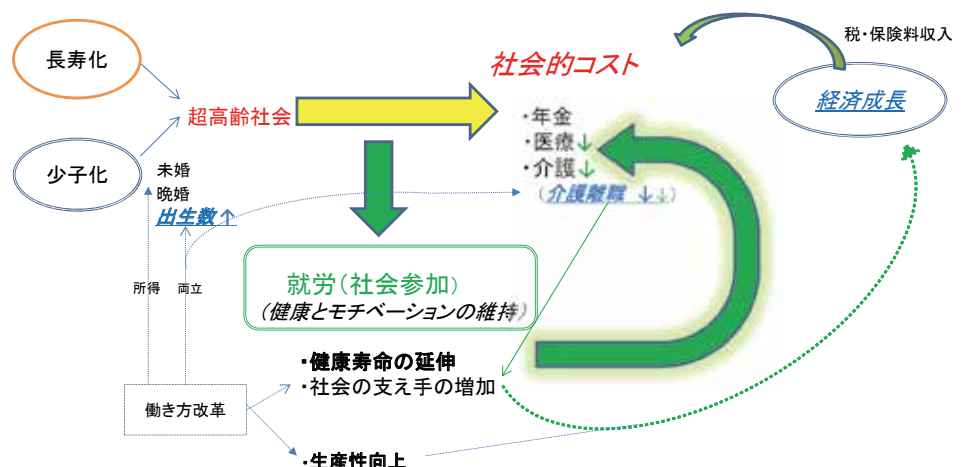 税・保険料収入
長寿化
社会的コスト
経済成長
超高齢社会
・年金
・医療↓
・介護↓
(介護離職 ↓↓)
少子化
未婚
晩婚
出生数↑
就労(社会参加)
(健康とモチベーションの維持)
所得
両立
・健康寿命の延伸
・社会の支え手の増加
働き方改革
・生産性向上